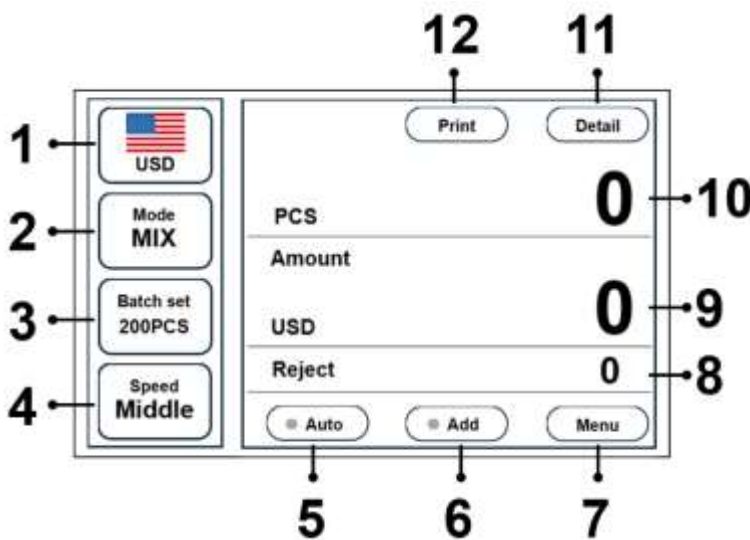 12
11
1
USD
Print
Detail
2
Mode
MIX
PCS
0
10
Amount
3
Batch set
200PCS
USD
0
9
4
Speed
Middle
Reject
0
8
Auto
Add
Menu
5
6
7